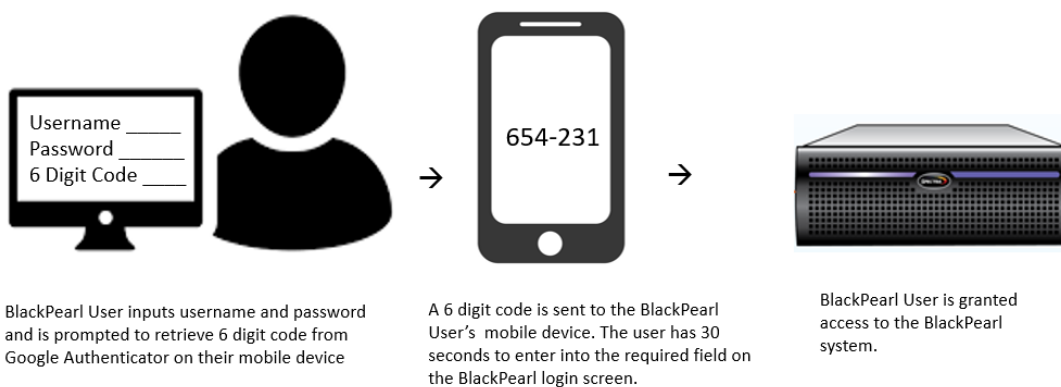 Username _____
Password ______
6 Digit Code ____
654-231
BlackPearl User inputs username and password
and is prompted to retrieve 6 digit code from
Google Authenticator on their mobile device
A 6 digit code is sent to the BlackPearl
User's  mobile device. The user has 30
seconds to enter into the required field on
the BlackPearl login screen.
BlackPearl User is granted
access to the BlackPearl
system.